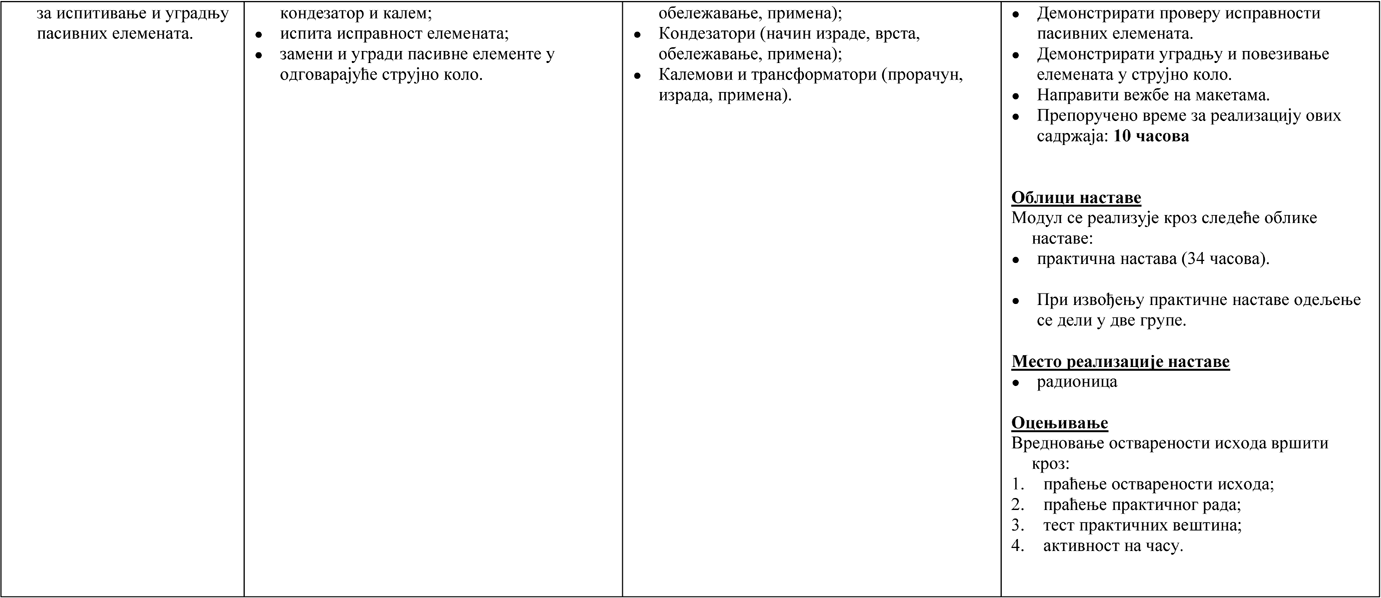 за испитивање и уградњу
пасивних елемената.
кондезатор и калем;
● испита исправност елемената;
● замени и угради пасивне елементе у
одговарајуће струјно коло.
обележавање, примена);
● Кондезатори (начин израде, врста,
обележавање, примена);
● Калемови и трансформатори (прорачун,
израда, примена).
● Демонстрирати проверу исправности
пасивних елемената.
● Демонстрирати уградњу и повезивање
елемената у струјно коло.
● Направити вежбе на макетама.
● Препоручено време за реализацију ових
садржаја: 10 часова
Облици наставе
Модул се реализује кроз следеће облике
наставе:
● практична настава (34 часова).
● При извођењу практичне наставе одељење
се дели у две групе.
Место реализације наставе
● радионица
Оцењивање
Вредновање остварености исхода вршити
кроз:
1. праћење остварености исхода;
2. праћење практичног рада;
3. тест практичних вештина;
4. активност на часу.